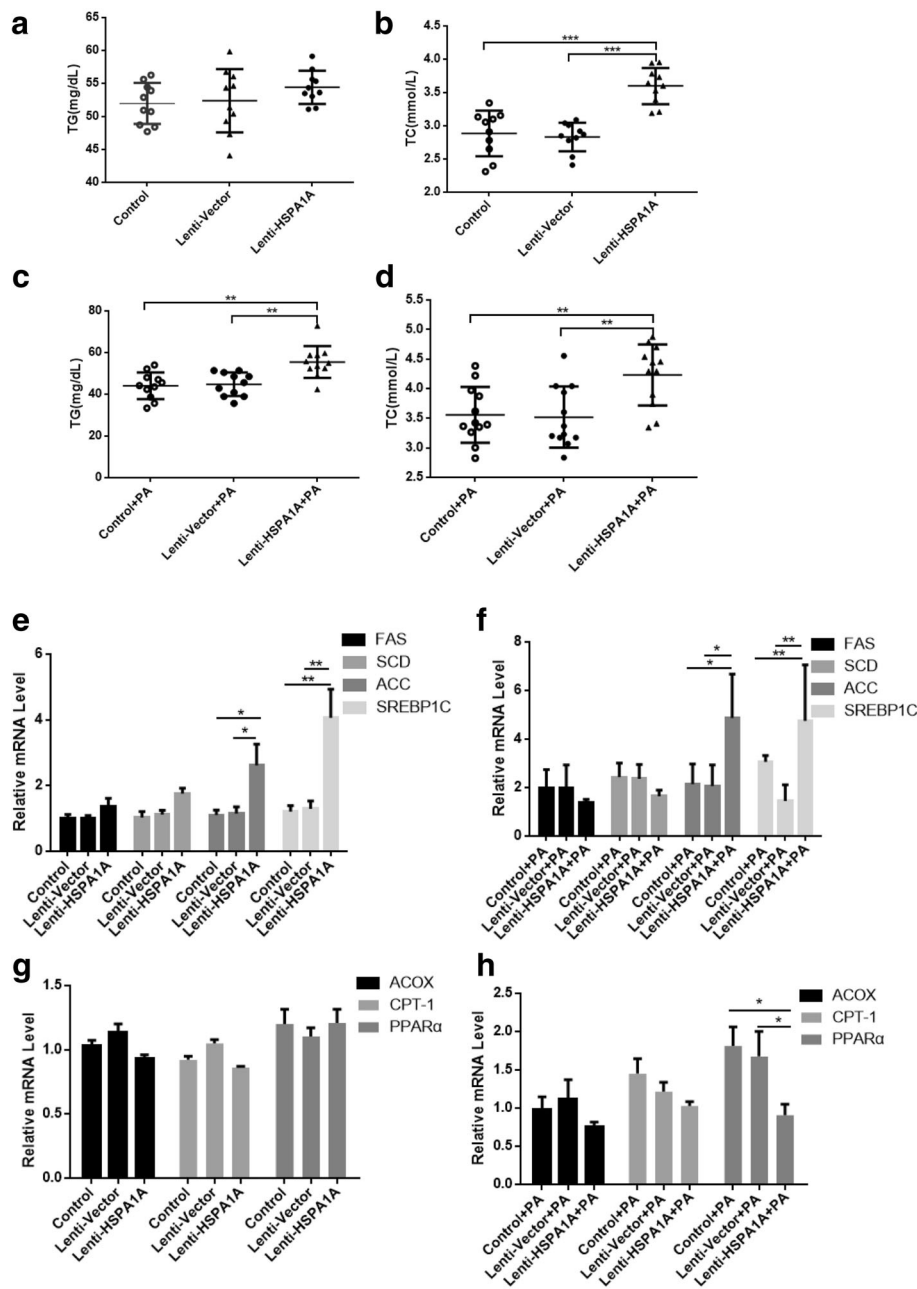 a
TG(mg/dL)
65
60
55
50
45
40
Control
Lenti-Vector
Lenti-HSPA1A
b
TC(mmol/L)
4.5
4.0
3.5
3.0
2.5
2.0
***
***
Control
Lenti-Vector
Lenti-HSPA1A
c
TG(mg/dL)
80
60
40
20
0
**
**
Control+PA
Lenti-Vector+PA
Lenti-HSPA1A+PA
d
TC(mmol/L)
5.5
5.0
4.5
4.0
3.5
3.0
2.5
**
**
Control+PA
Lenti-Vector+PA
Lenti-HSPA1A+PA
e
Relative mRNA Level
6
4
2
0
FAS
SCD
ACC
SREBP1C
*
*
**
**
Control
Lenti-Vector
Lenti-HSPA1A
Control
Lenti-Vector
Lenti-HSPA1A
Control
Lenti-Vector
Lenti-HSPA1A
Control
Lenti-Vector
Lenti-HSPA1A
f
Relative mRNA Level
8
6
4
2
0
FAS
SCD
ACC
SREBP1C
*
*
**
**
Control+PA
Lenti-Vector+PA
Lenti-HSPA1A+PA
Control+PA
Lenti-Vector+PA
Lenti-HSPA1A+PA
Control+PA
Lenti-Vector+PA
Lenti-HSPA1A+PA
Control+PA
Lenti-Vector+PA
Lenti-HSPA1A+PA
g
Relative mRNA Level
1.5
1.0
0.5
0.0
ACOX
CPT-1
PPARα
Control
Lenti-Vector
Lenti-HSPA1A
Control
Lenti-Vector
Lenti-HSPA1A
Control
Lenti-Vector
Lenti-HSPA1A
h
Relative mRNA Level
2.5
2.0
1.5
1.0
0.5
0.0
ACOX
CPT-1
PPARα
*
*
Control+PA
Lenti-Vector+PA
Lenti-HSPA1A+PA
Control+PA
Lenti-Vector+PA
Lenti-HSPA1A+PA
Control+PA
Lenti-Vector+PA
Lenti-HSPA1A+PA